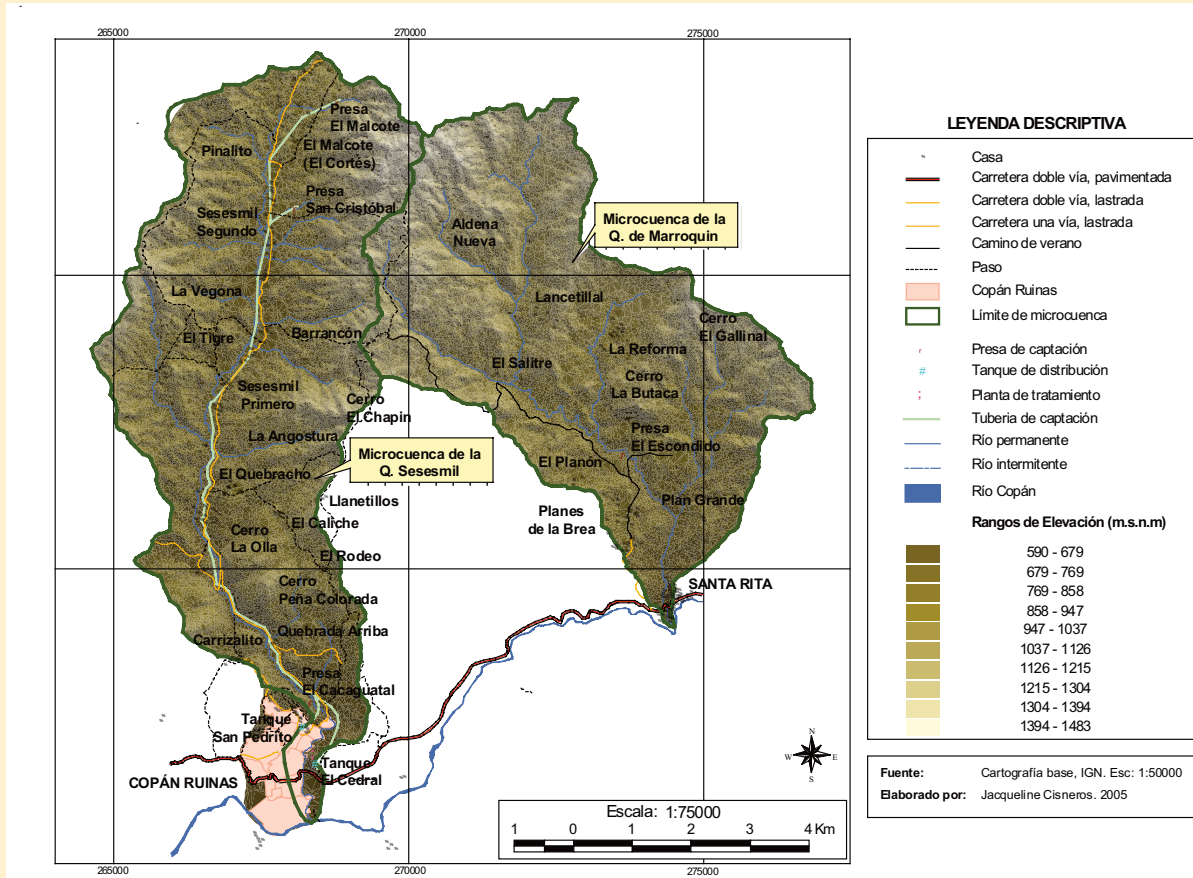 265000
270000
275000
Presa
El Malcote
El Malcote
(El Cortés)
Pinalito
Presa
San Cristóbal
Sesesmil
Segundo
Aldena
Nueva
Microcuenca de la
Q. de Marroquin
La Vegona
Lancetillal
Cerro
El Gallinal
El Tigre
Barrancón
La Reforma
El Salitre
Cerro
La Butaca
Sesesmil
Primero
Cerro
El Chapin
La Angostura
Presa
El Escondido
Microcuenca de la
Q. Sesesmil
El Quebracho
El Planón
Llanetillos
Plan Grande
Planes
de la Brea
El Caliche
Cerro
La Olla
El Rodeo
Cerro
Peña Colorada
SANTA RITA
Carrizalito
Quebrada Arriba
Presa
El Cacaguatal
Tanque
San Pedrito
Tanque
El Cedral
COPÁN RUINAS
N
W
E
S
Escala: 1:75000
1 0 1 2 3 4 Km
265000
270000
275000
LEYENDA DESCRIPTIVA
Casa
Carretera doble vía, pavimentada
Carretera doble vía, lastrada
Carretera una vía, lastrada
Camino de verano
Paso
Copán Ruinas
Límite de microcuenca
r Presa de captación
# Tanque de distribución
; Planta de tratamiento
Tuberia de captación
Río permanente
Río intermitente
Río Copán
Rangos de Elevación (m.s.n.m)
590 - 679
679 - 769
769 - 858
858 - 947
947 - 1037
1037 - 1126
1126 - 1215
1215 - 1304
1304 - 1394
1394 - 1483
Fuente: Cartografía base, IGN. Esc: 1:50000
Elaborado por: Jacqueline Cisneros. 2005